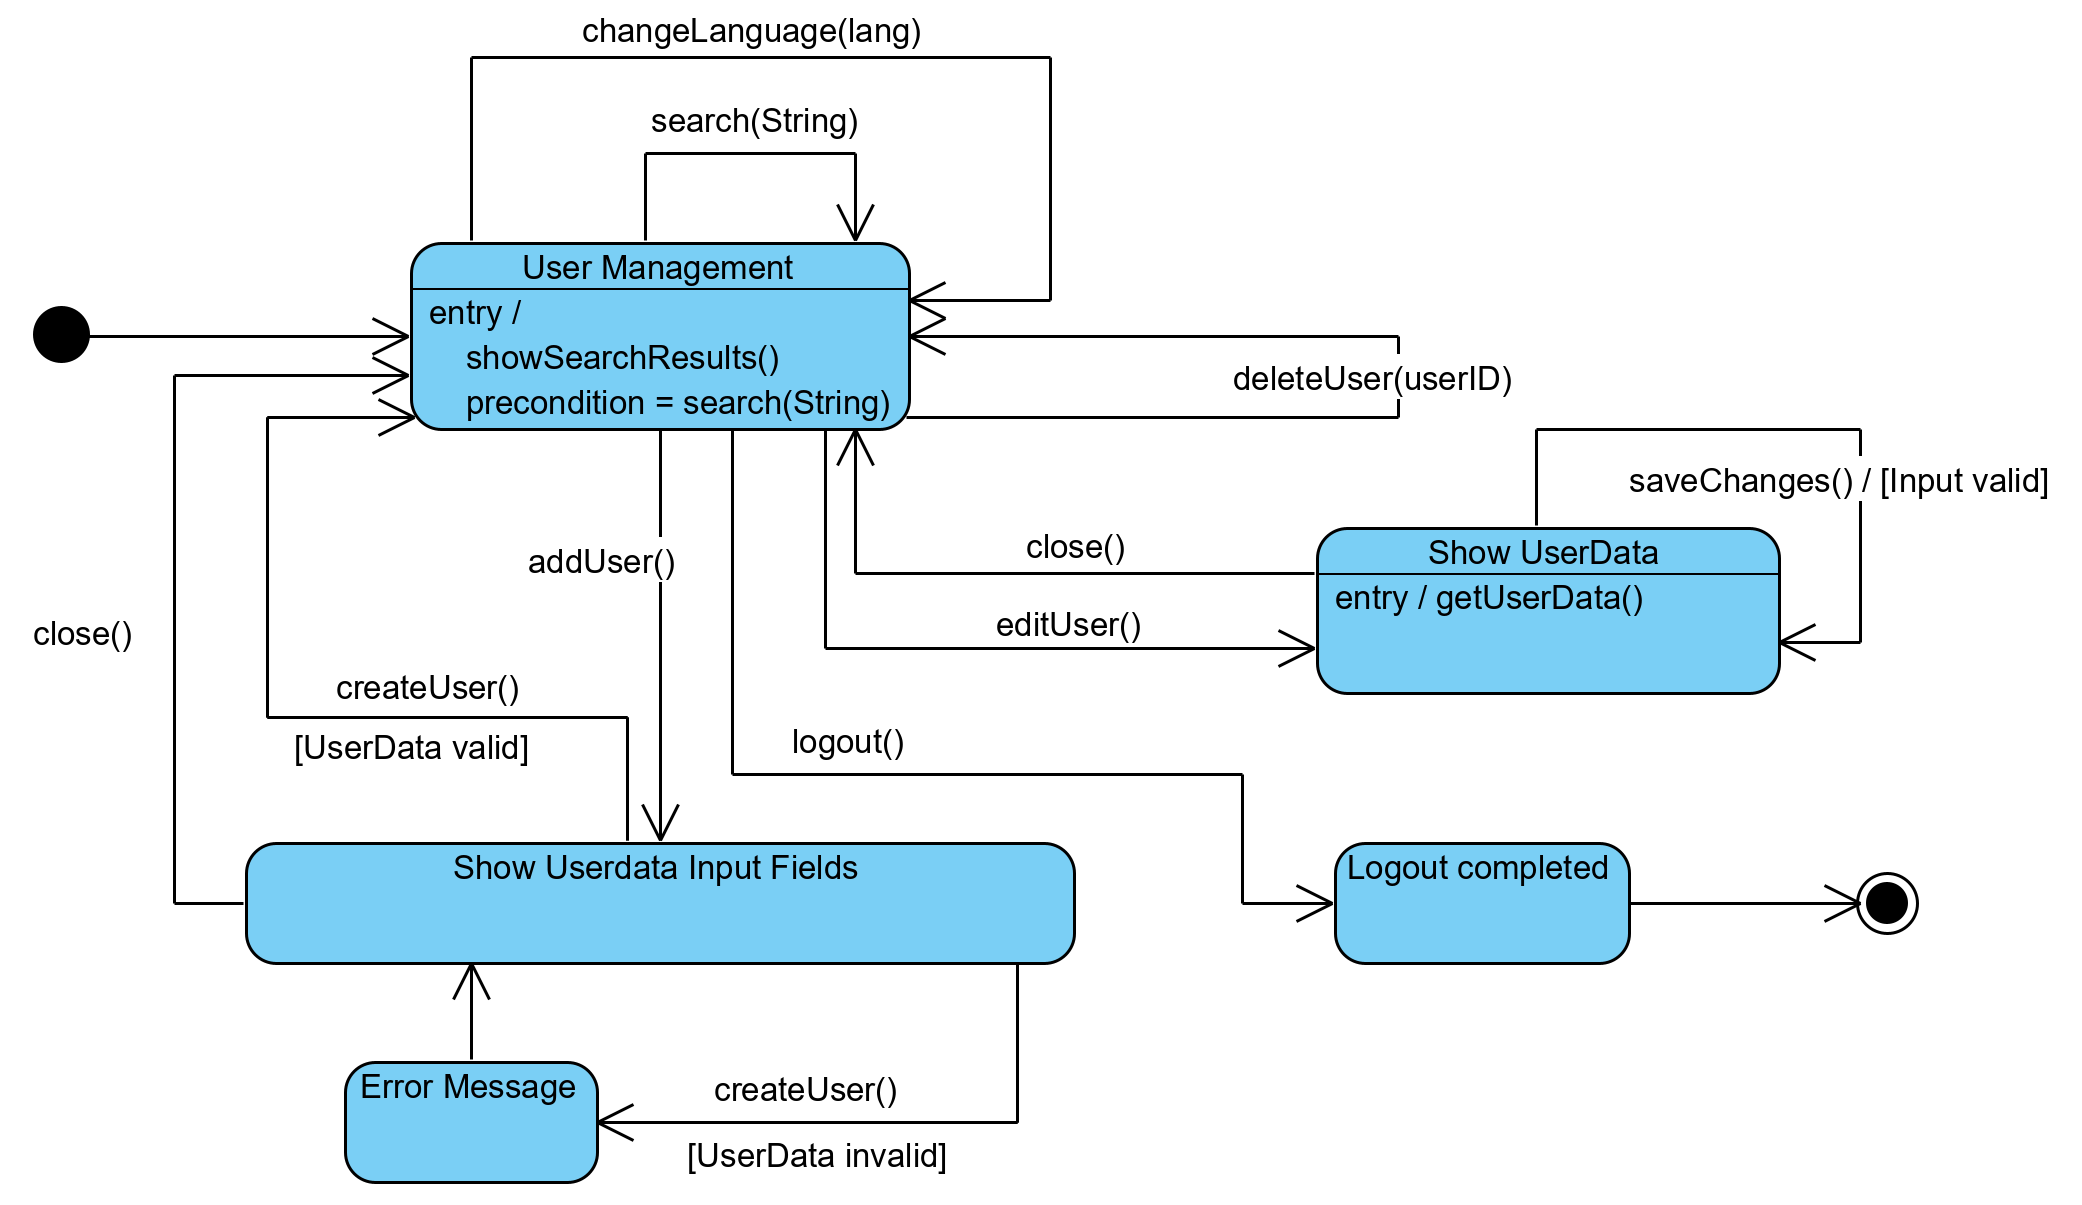 changeLanguage(lang)
search(String)
User Management
entry /
showSearchResults()
precondition = search(String)
deleteUser(userID)
saveChanges() / [Input valid]
close()
Show UserData
entry / getUserData()
addUser()
editUser()
close()
createUser()
[UserData valid]
logout()
Show Userdata Input Fields
Logout completed
Error Message
createUser()
[UserData invalid]